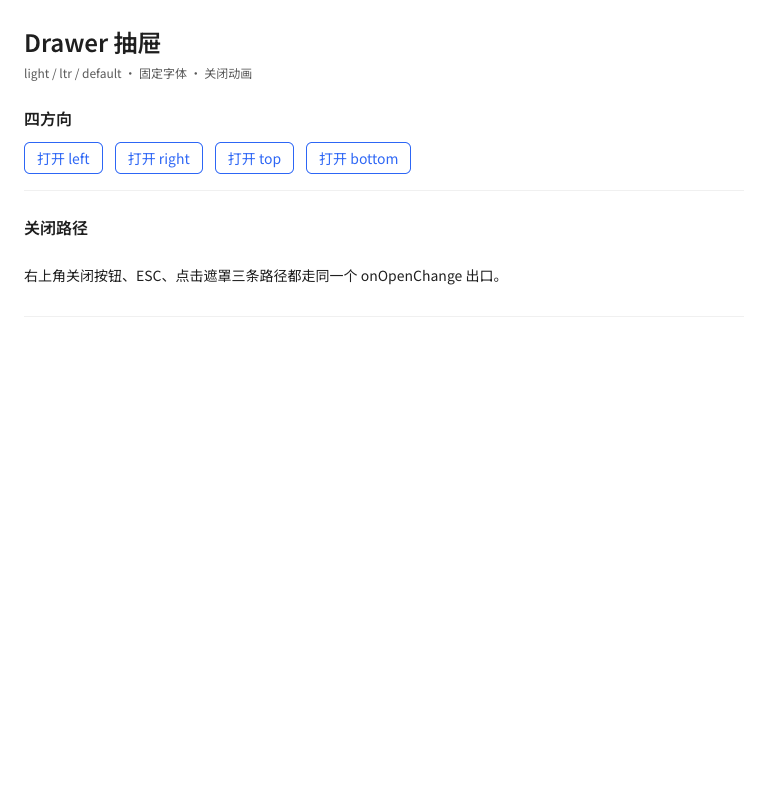 Drawer 抽屉
light / ltr / default · 固定字体 · 关闭动画
四方向
打开 left
打开 right
打开 top
打开 bottom
关闭路径
右上角关闭按钮、ESC、点击遮罩三条路径都走同一个 onOpenChange 出口。